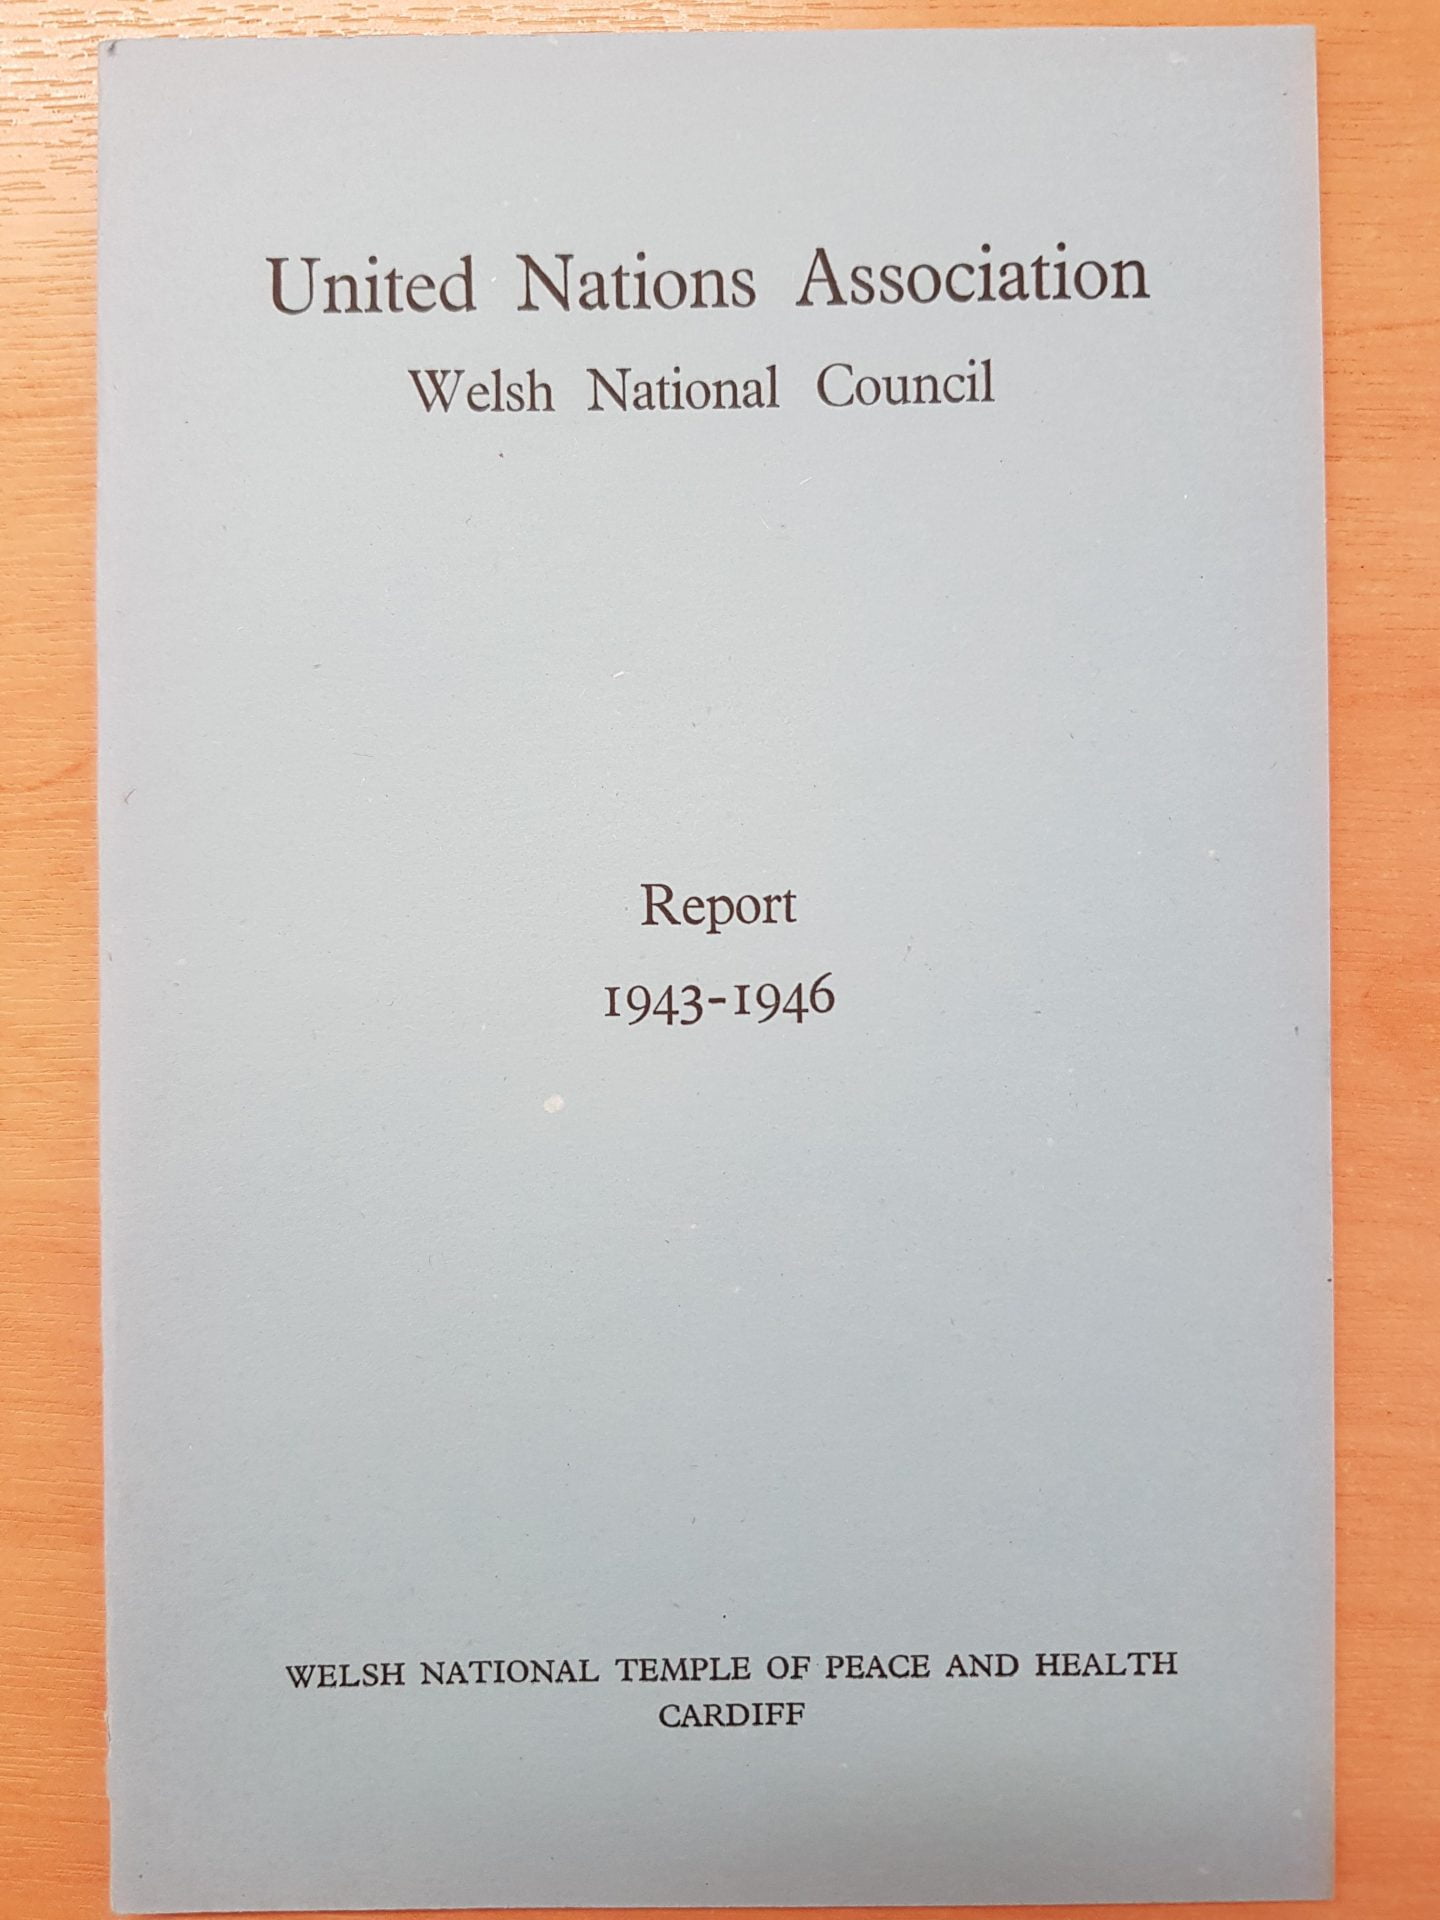 United Nations Association
Welsh National Council
Report
1943-1946
WELSH NATIONAL TEMPLE OF PEACE AND HEALTH
CARDIFF